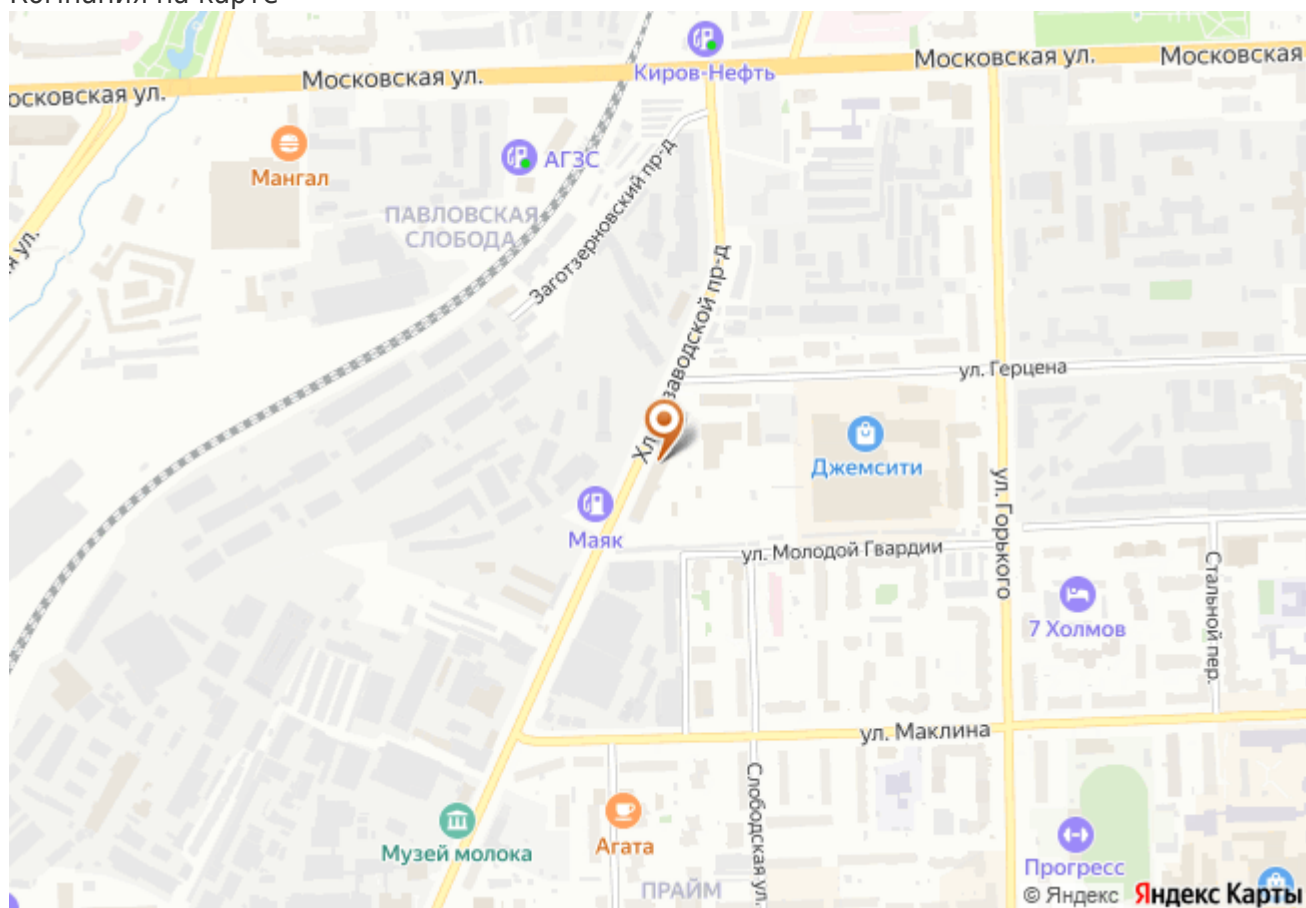 Компания на карте
Киров-Нефть
Московская ул.
Московская
Московская ул.
осковская ул.
Мангал
АГЗС
ПАВЛОВСКАЯ
СЛОБОДА
Заготзерновский пр-д
Хл
заводской пр-д
ул.
ул. Герцена
Джемсити
Маяк
ул. Молодой Гвардии
ул. Горького
Стальной пер.
7 Холмов
ул. Маклина
Слободская ул.
Музей молока
Агата
ПРАЙМ
Прогресс
© Яндекс Яндекс Карты